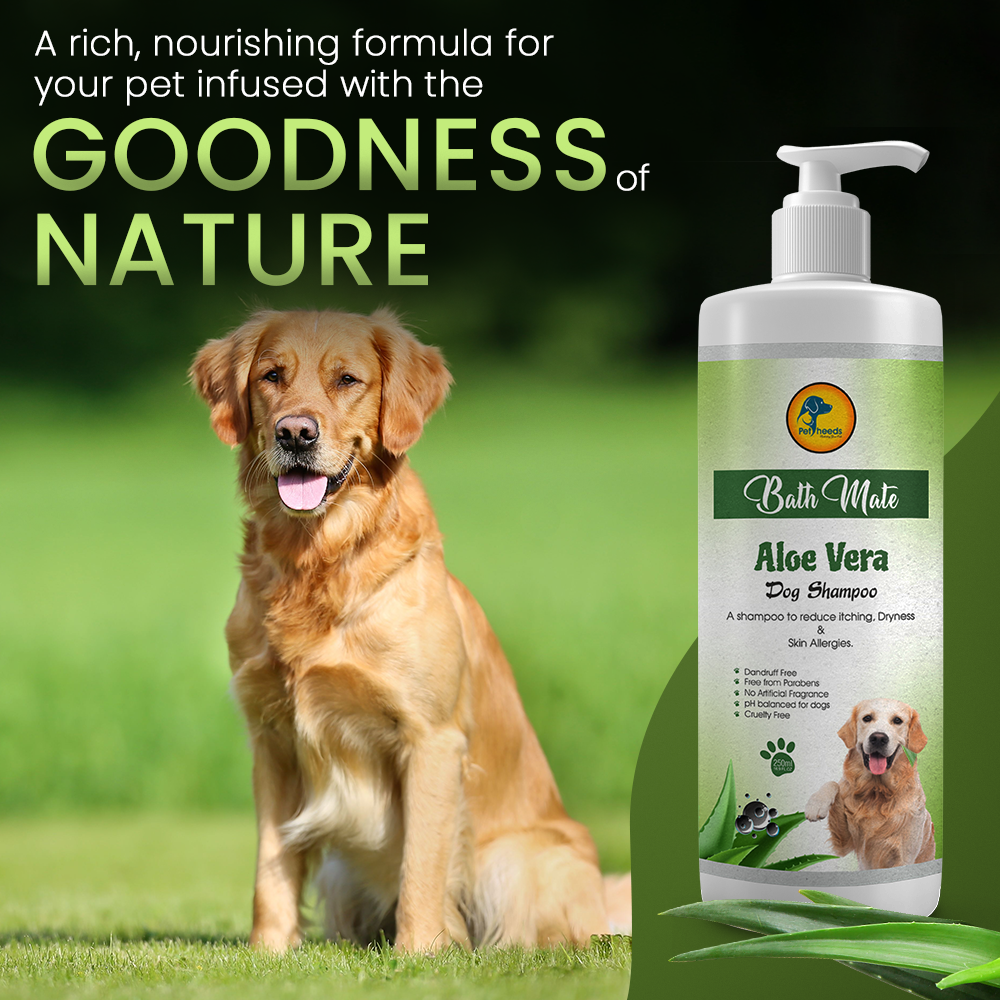 A rich, nourishing formula for
your pet infused with the
GOODNESS of
NATURE
Pet needs
Bath Mate
Aloe Vera
Dog Shampoo
A shampoo to reduce itching, Dryness
&
Skin Allergies.
Dandruff Free
Free from Parabens
No Artificial Fragrance
pH balanced for dogs
Cruelty Free
250ml